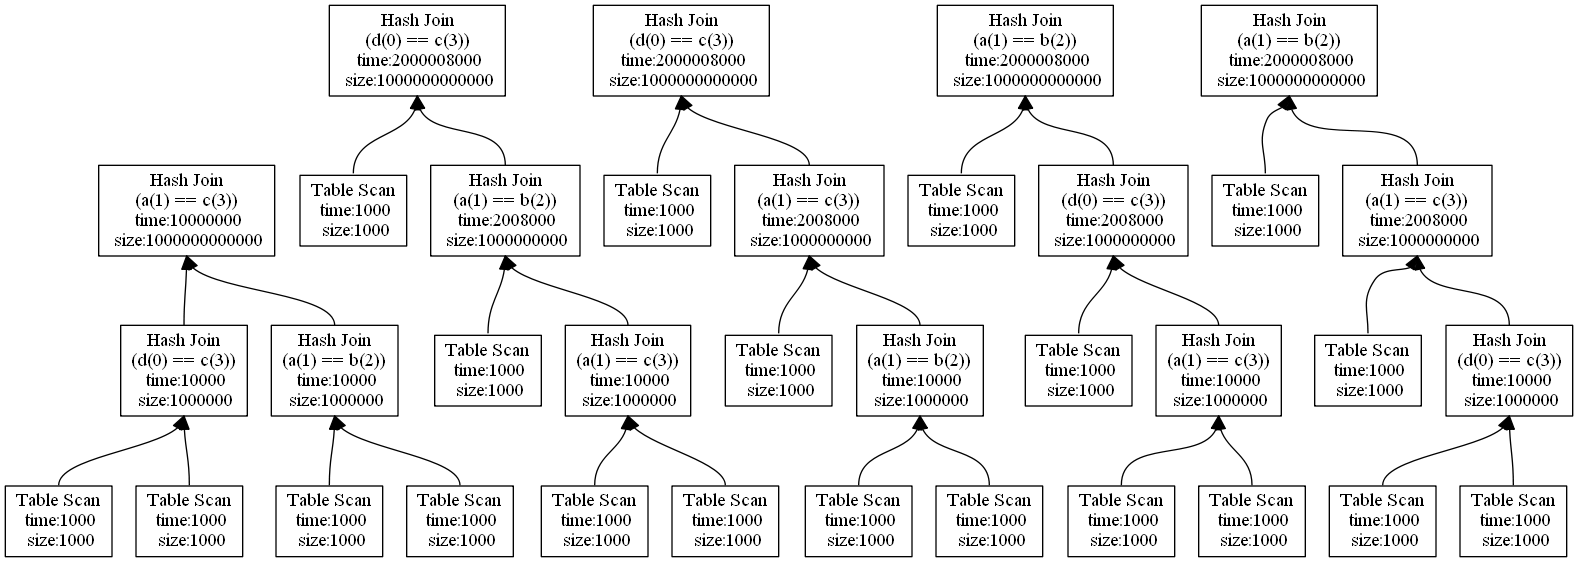 Hash Join
(d(0) == c(3))
time:2000008000
size:1000000000000
Hash Join
(d(0) == c(3))
time:2000008000
size:1000000000000
Hash Join
(a(1) == b(2))
time:2000008000
size:1000000000000
Hash Join
(a(1) == b(2))
time:2000008000
size:1000000000000
Hash Join
(a(1) == c(3))
time:10000000
size:1000000000000
Table Scan
time:1000
size:1000
Hash Join
(a(1) == b(2))
time:2008000
size:1000000000
Table Scan
time:1000
size:1000
Hash Join
(a(1) == c(3))
time:2008000
size:1000000000
Table Scan
time:1000
size:1000
Hash Join
(d(0) == c(3))
time:2008000
size:1000000000
Table Scan
time:1000
size:1000
Hash Join
(a(1) == c(3))
time:2008000
size:1000000000
Hash Join
(d(0) == c(3))
time:10000
size:1000000
Hash Join
(a(1) == b(2))
time:10000
size:1000000
Table Scan
time:1000
size:1000
Hash Join
(a(1) == c(3))
time:10000
size:1000000
Table Scan
time:1000
size:1000
Hash Join
(a(1) == b(2))
time:10000
size:1000000
Table Scan
time:1000
size:1000
Hash Join
(a(1) == c(3))
time:10000
size:1000000
Table Scan
time:1000
size:1000
Hash Join
(d(0) == c(3))
time:10000
size:1000000
Table Scan
time:1000
size:1000
Table Scan
time:1000
size:1000
Table Scan
time:1000
size:1000
Table Scan
time:1000
size:1000
Table Scan
time:1000
size:1000
Table Scan
time:1000
size:1000
Table Scan
time:1000
size:1000
Table Scan
time:1000
size:1000
Table Scan
time:1000
size:1000
Table Scan
time:1000
size:1000
Table Scan
time:1000
size:1000
Table Scan
time:1000
size:1000